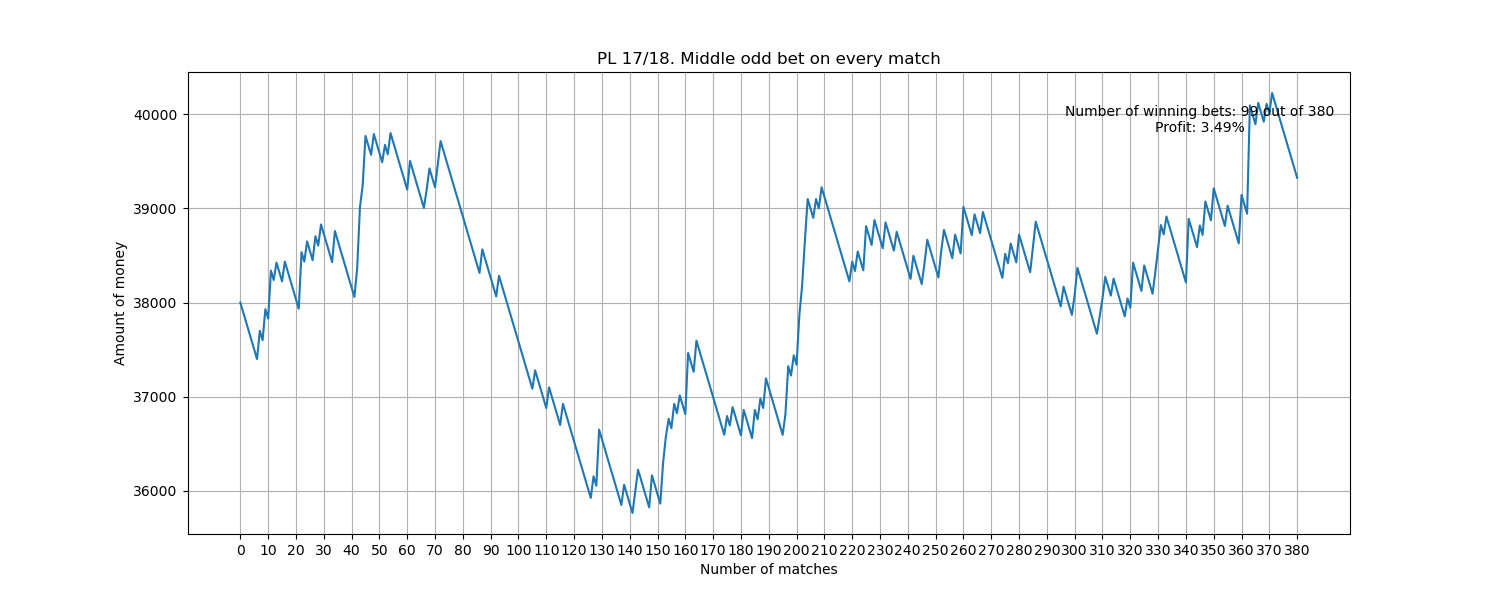 PL 17/18. Middle odd bet on every match
Number of winning bets: 99 out of 380
Profit: 3.49%
Amount of money
40000
39000
38000
37000
36000
0 10 20 30 40 50 60 70 80 90 100 110 120 130 140 150 160 170 180 190 200 210 220 230 240 250 260 270 280 290 300 310 320 330 340 350 360 370 380
Number of matches